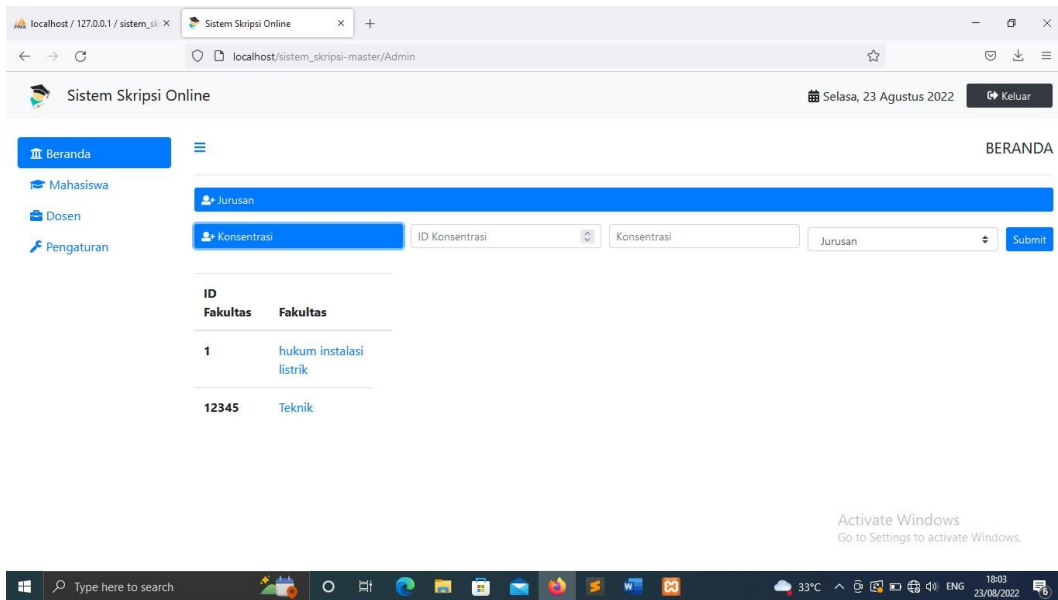 localhost / 127.0.0.1 / sistem_sk
Sistem Skripsi Online
localhost/sistem_skripsi-master/Admin
Sistem Skripsi Online
Selasa, 23 Agustus 2022
Keluar
Beranda
BERANDA
Mahasiswa
Jurusan
Dosen
Konsentrasi
ID Konsentrasi
Konsentrasi
Jurusan
Submit
Pengaturan
ID
Fakultas
Fakultas
1
hukum instalasi
listrik
12345
Teknik
Activate Windows
Go to Settings to activate Windows.
Type here to search
33°C
ENG
18:03
23/08/2022
6